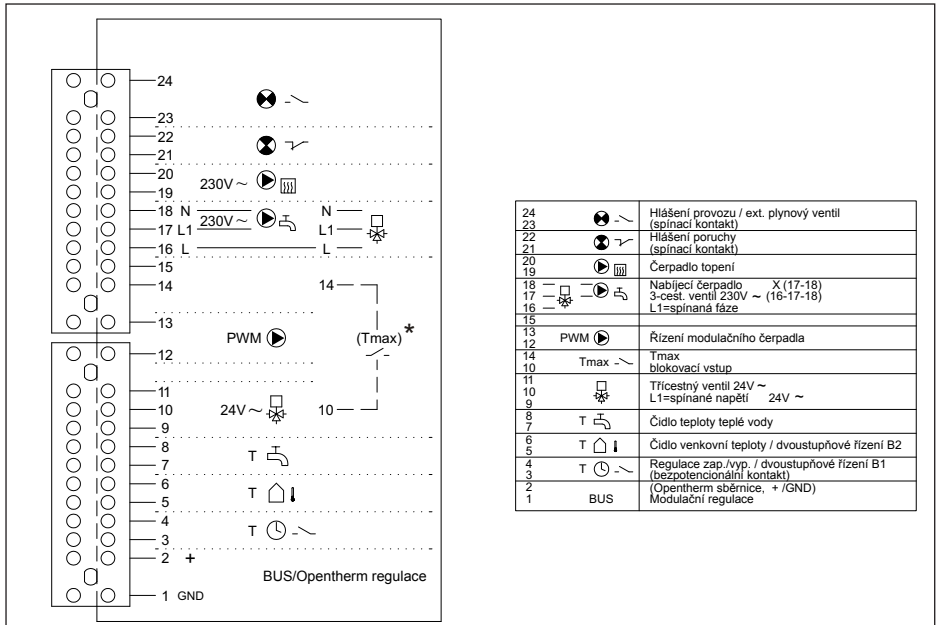 24
23
22
21
20
230V ~
19
18 N N
230V ~
17 L1 L1
16 L L
15
14 14
13
PWM (Tmax) *
12
11
10 24V ~ 10
9
8
T
7
6
T
5
4
T
3
2 +
BUS/Opentherm regulace
1 GND
24 Hlášení provozu / ext. plynový ventil
23 (spínací kontakt)
22 Hlášení poruchy
21 (spínací kontakt)
20
19 Čerpadlo topení
18 Nabíjecí čerpadlo X (17-18)
17 3-cest. ventil 230V ~ (16-17-18)
16 L1=spínaná fáze
15
13 PWM Řízení modulačního čerpadla
12
14 Tmax Tmax
10 blokovací vstup
11 Třícestný ventil 24V ~
10 L1=spínané napětí 24V ~
9
8 T Čidlo teploty teplé vody
7
6 T Čidlo venkovní teploty / dvoustupňové řízení B2
5
4 T Regulace zap./vyp. / dvoustupňové řízení B1
3 (bezpotencionální kontakt)
2 (Opentherm sběrnice, + /GND)
1 BUS Modulační regulace